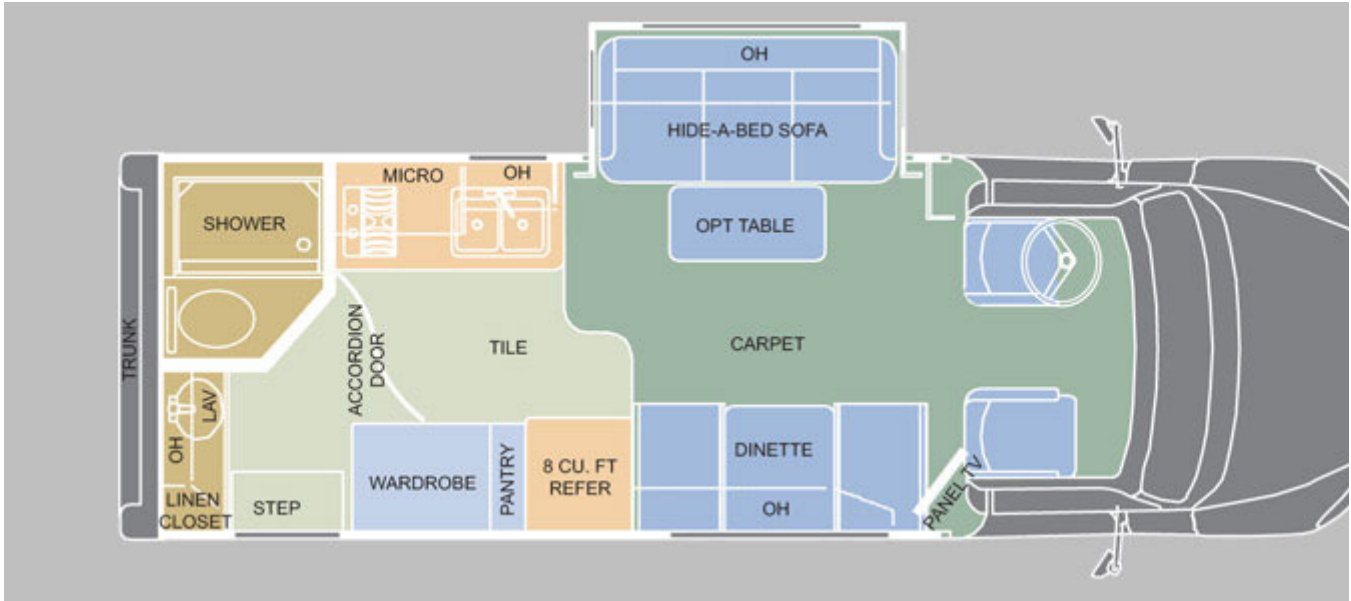 OH
HIDE-A-BED SOFA
MICRO
OH
SHOWER
OPT TABLE
TRUNK
ACCORDION
DOOR
TILE
CARPET
LAV
OH
DINETTE
WARDROBE
PANTRY
8 CU. FT
REFER
PANEL TV
LINEN
CLOSET
STEP
OH